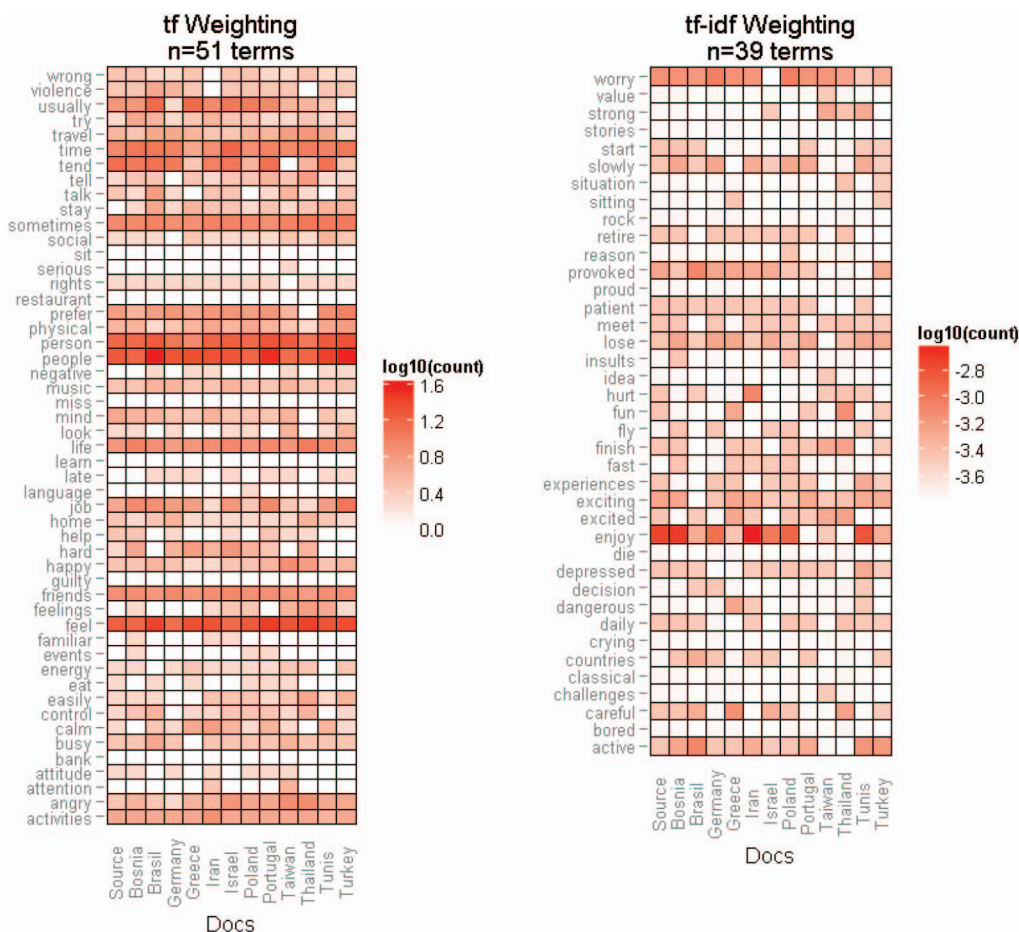 tf Weighting
n=51 terms
wrong
violence
usually
try
travel
time
tend
tell
talk
stay
sometimes
social
sit
serious
rights
restaurant
prefer
physical
person
people
negative
music
miss
mind
look
life
learn
late
language
job
home
help
hard
happy
guilty
friends
feelings
feel
familiar
events
energy
eat
easily
control
calm
busy
bank
attitude
attention
angry
activities
Source
Bosnia
Brasil
Germany
Greece
Iran
Israel
Poland
Portugal
Taiwan
Thailand
Tunis
Turkey
Docs
log10(count)
1.6
1.2
0.8
0.4
0.0
tf-idf Weighting
n=39 terms
worry
value
strong
stories
start
slowly
situation
sitting
rock
retire
reason
provoked
proud
patient
meet
lose
insults
idea
hurt
fun
fly
finish
fast
experiences
exciting
excited
enjoy
die
depressed
decision
dangerous
daily
crying
countries
classical
challenges
careful
bored
active
Source
Bosnia
Brasil
Germany
Greece
Iran
Israel
Poland
Portugal
Taiwan
Thailand
Tunis
Turkey
Docs
log10(count)
-2.8
-3.0
-3.2
-3.4
-3.6